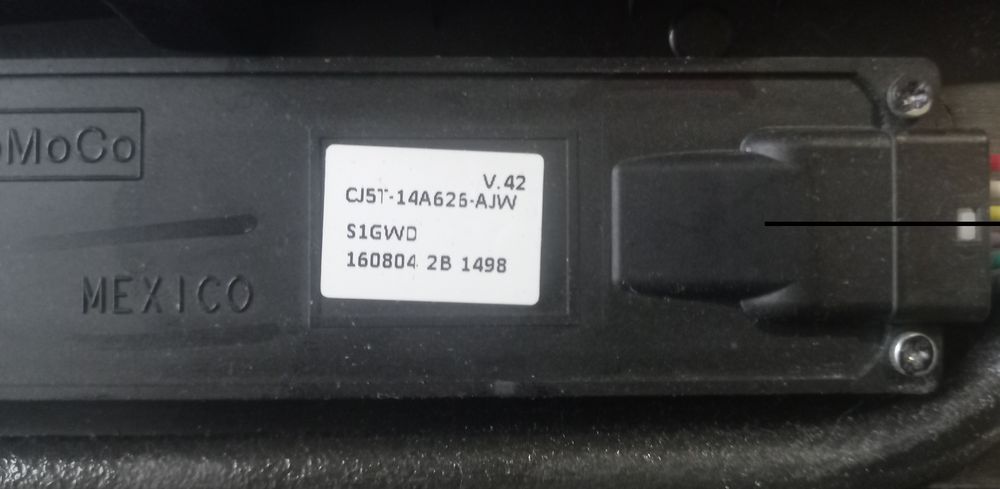 MoCo
V.42
CJ5T-14A626-AJW
S1GWD
160804 2B 1498
MEXICO